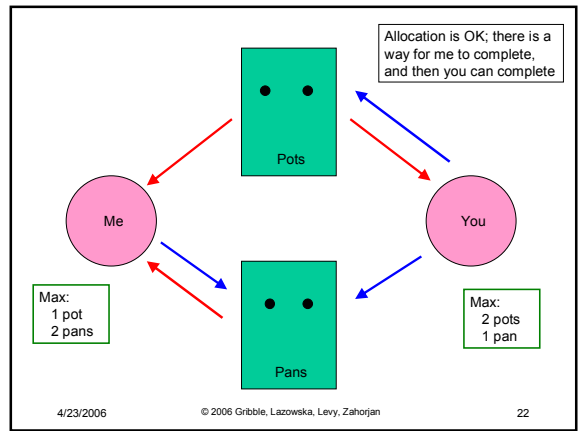 Allocation is OK; there is a
way for me to complete,
and then you can complete
Pots
Me
You
Max:
1 pot
2 pans
Max:
2 pots
1 pan
Pans
4/23/2006
© 2006 Gribble, Lazowska, Levy, Zahorjan
22